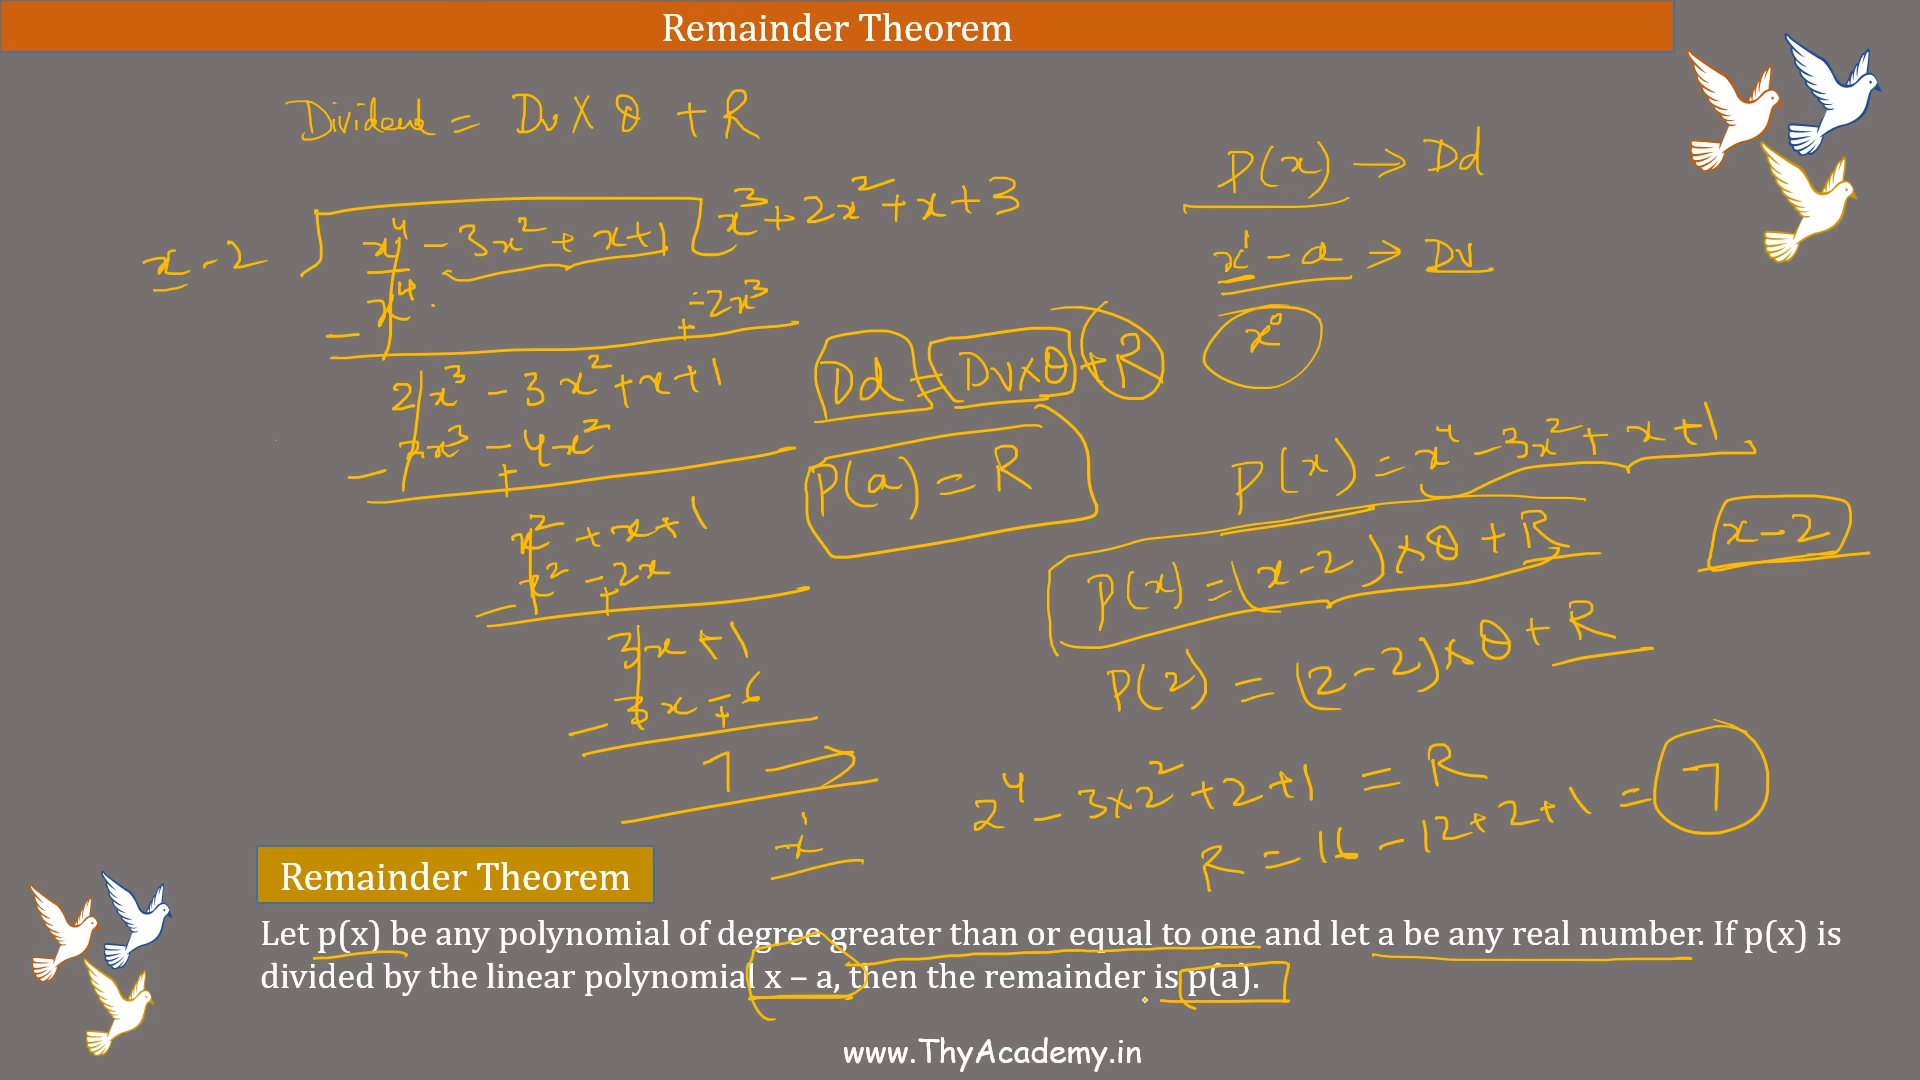 Remainder Theorem
Divident = Dv X Q + R
x - 2
x⁴ - 3x² + x + 1
x³ + 2x² + x + 3
x⁴ - 2x³
+
-
2x³ - 3x² + x + 1
2x³ - 4x²
- +
x² + x + 1
x² - 2x
- +
3x + 1
3x - 6
- +
7 →
x¹
P(x) → Dd
x¹ - a → Dv
x⁰
Dd = Dv x Q + R
P(a) = R
P(x) = x⁴ - 3x² + x + 1
x - 2
P(x) = (x - 2) x Q + R
P(2) = (2 - 2) x Q + R
2⁴ - 3x2² + 2 + 1 = R
R = 16 - 12 + 2 + 1 = 7
Remainder Theorem
Let p(x) be any polynomial of degree greater than or equal to one and let a be any real number. If p(x) is
divided by the linear polynomial x – a, then the remainder is p(a).
www.ThyAcademy.in